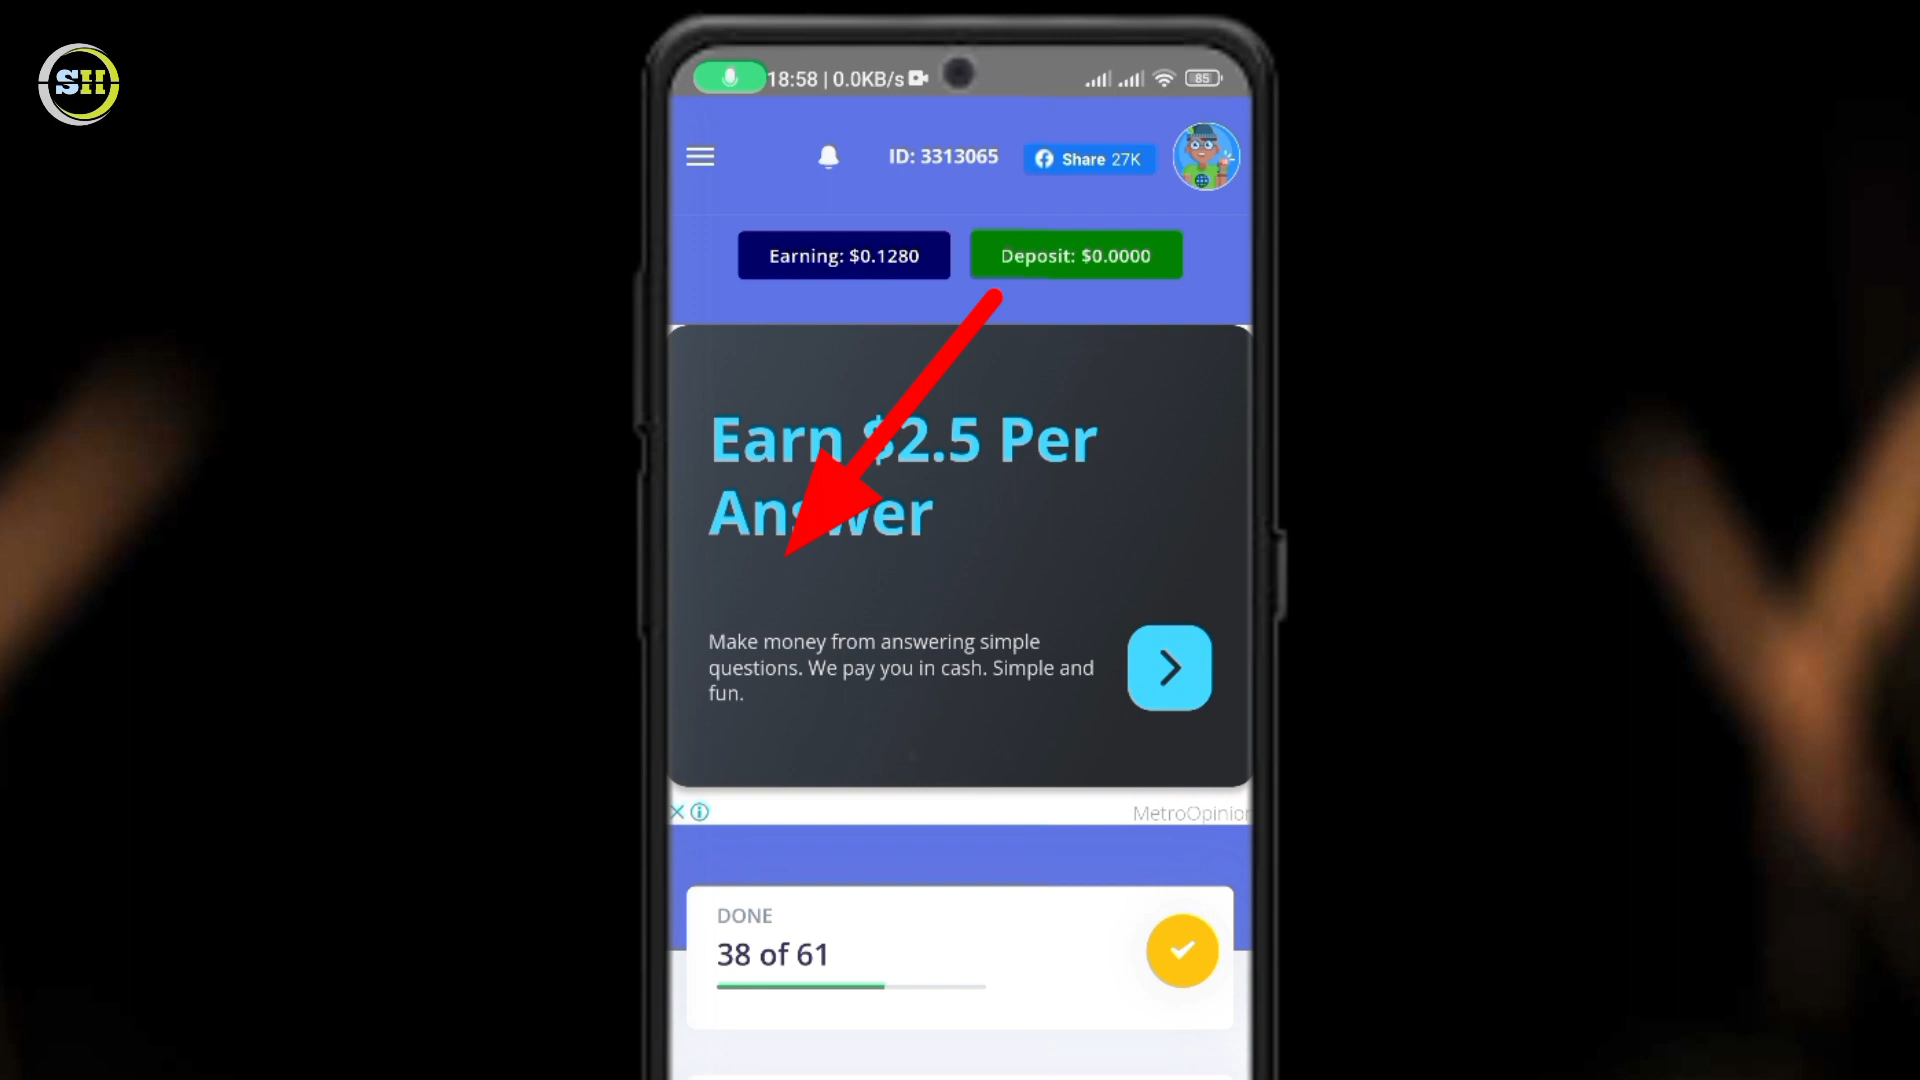 SH
18:58 | 0.0KB/s
85
ID: 3313065
Share 27K
Earning: $0.1280
Deposit: $0.0000
Earn $2.5 Per
Answer
Make money from answering simple
questions. We pay you in cash. Simple and
fun.
MetroOpinion
DONE
38 of 61